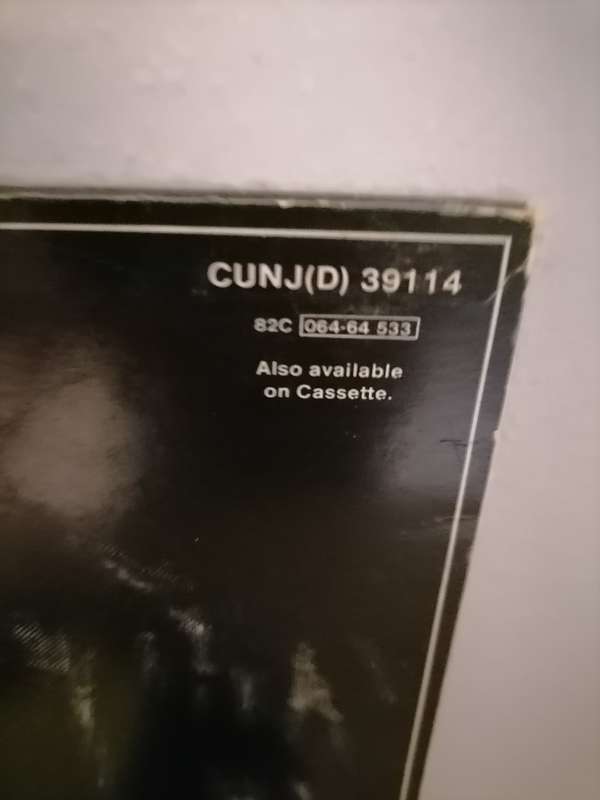 CUNJ(D) 39114
82C 064-64 533
Also available
on Cassette.